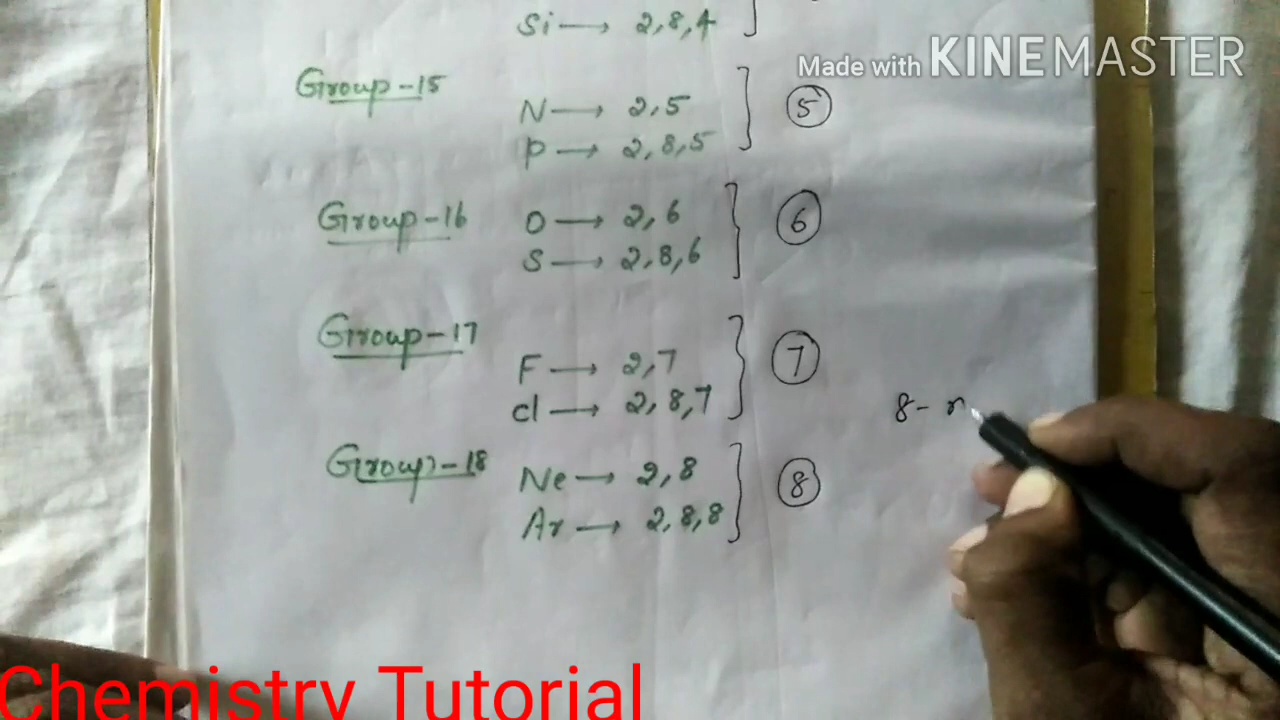 Si → 2,8,4
Made with KINEMASTER
Group-15
N → 2,5
P → 2,8,5
5
Group-16
O → 2,6
S → 2,8,6
6
Group-17
F → 2,7
cl → 2,8,7
7
8-
Group-18
Ne → 2,8
Ar → 2,8,8
8
Chemistry Tutorial